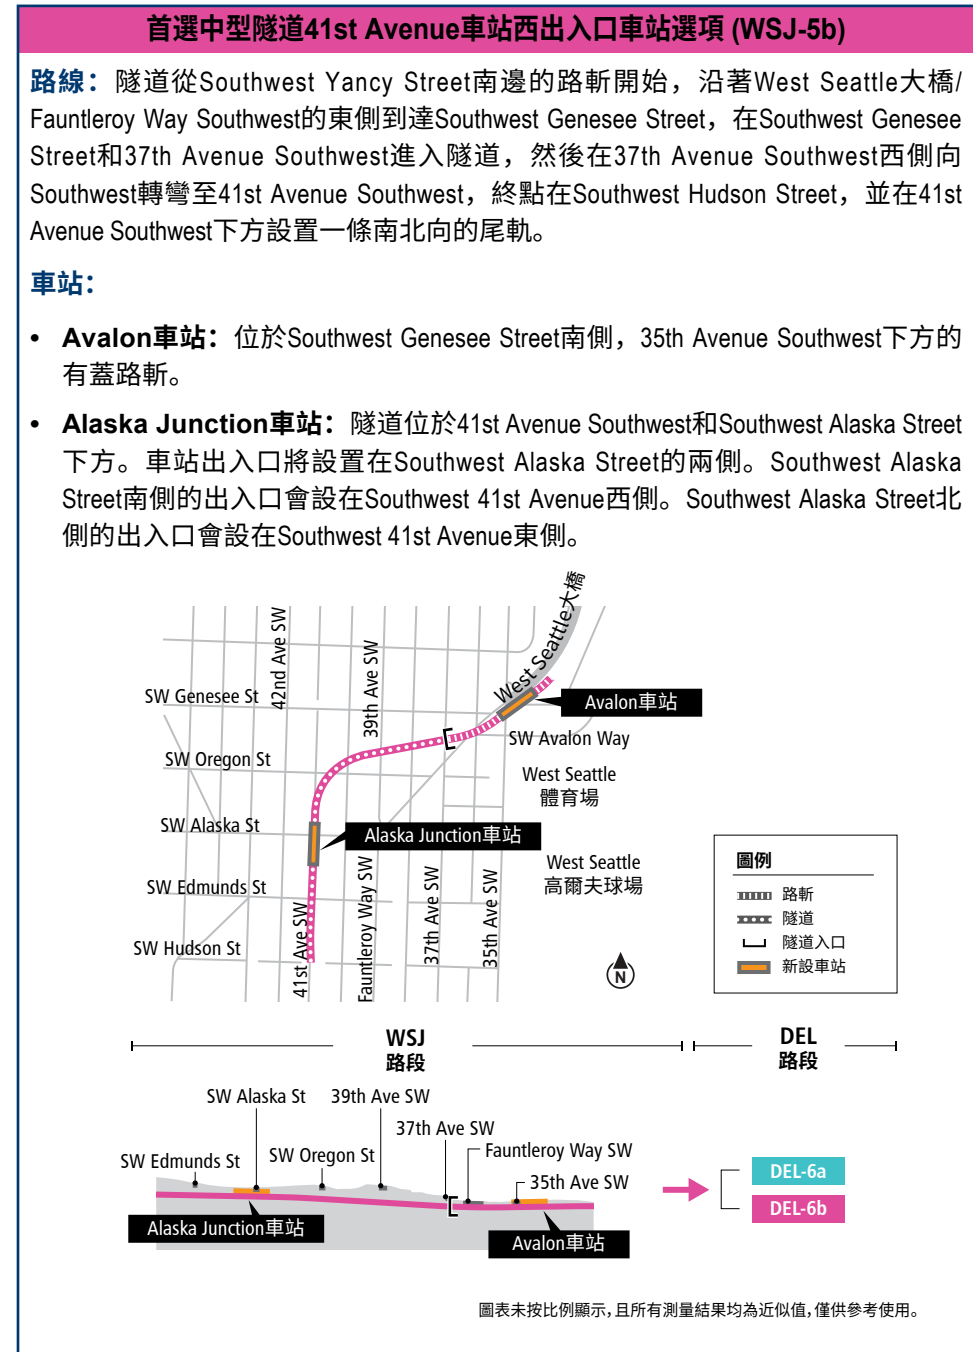 首選中型隧道41st Avenue車站西出入口車站選項 (WSJ-5b)
路線：隧道從Southwest Yancy Street南邊的路斬開始，沿著West Seattle大橋/
Fauntleroy Way Southwest的東側到達Southwest Genesee Street，在Southwest Genesee
Street和37th Avenue Southwest進入隧道，然後在37th Avenue Southwest西側向
Southwest轉彎至41st Avenue Southwest，終點在Southwest Hudson Street，並在41st
Avenue Southwest下方設置一條南北向的尾軌。
車站：
• Avalon車站：位於Southwest Genesee Street南側，35th Avenue Southwest下方的
有蓋路斬。
• Alaska Junction車站：隧道位於41st Avenue Southwest和Southwest Alaska Street
下方。車站出入口將設置在Southwest Alaska Street的兩側。Southwest Alaska
Street南側的出入口會設在Southwest 41st Avenue西側。Southwest Alaska Street北
側的出入口會設在Southwest 41st Avenue東側。
West Seattle大橋
42nd Ave SW
39th Ave SW
SW Genesee St
Avalon車站
SW Avalon Way
SW Oregon St
West Seattle
體育場
SW Alaska St
Alaska Junction車站
West Seattle
高爾夫球場
SW Edmunds St
SW Hudson St
41st Ave SW
Fauntleroy Way SW
37th Ave SW
35th Ave SW
N
圖例
路斬
隧道
隧道入口
新設車站
WSJ
路段
DEL
路段
SW Alaska St
39th Ave SW
37th Ave SW
SW Edmunds St
SW Oregon St
Fauntleroy Way SW
35th Ave SW
Alaska Junction車站
Avalon車站
DEL-6a
DEL-6b
圖表未按比例顯示，且所有測量結果均為近似值，僅供參考使用。